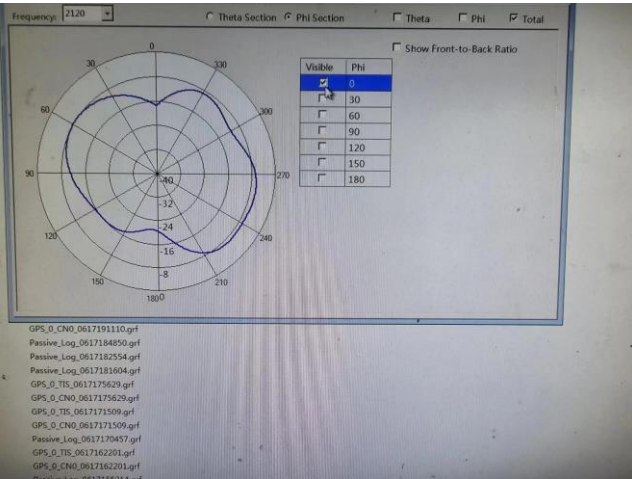 Frequency: 2120 Theta Section Phi Section Theta Phi Total
Show Front-to-Back Ratio
Visible Phi
0
30
60
90
120
150
180
0
30 330
60 300
90 270
120 240
150 210
180
-40
-32
-24
-16
-8
0
GPS_0_CN0_0617191110.grf
Passive_Log_0617184850.grf
Passive_Log_0617182554.grf
Passive_Log_0617181604.grf
GPS_0_TIS_0617175629.grf
GPS_0_CN0_0617175629.grf
GPS_0_TIS_0617171509.grf
GPS_0_CN0_0617171509.grf
Passive_Log_0617170457.grf
GPS_0_TIS_0617162201.grf
GPS_0_CN0_0617162201.grf